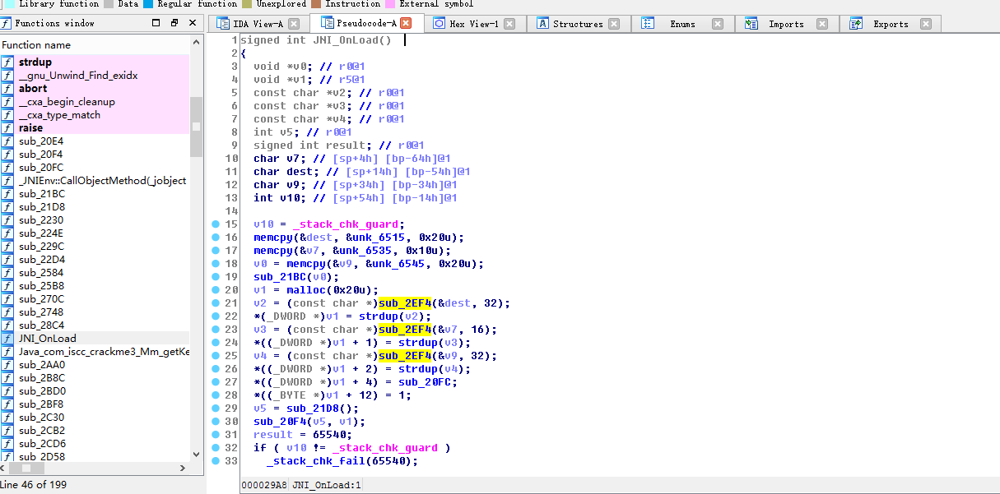 Library function Data Regular function Unexplored Instruction External symbol
Functions window
IDA View-A Pseudocode-A Hex View-1 Structures Enums Imports Exports
Function name
strdup
__gnu_Unwind_Find_exidx
abort
__cxa_begin_cleanup
__cxa_type_match
raise
sub_20E4
sub_20F4
sub_20FC
_JNIEnv::CallObjectMethod(_jobject
sub_21BC
sub_21D8
sub_2230
sub_224E
sub_229C
sub_22D4
sub_2584
sub_25B8
sub_270C
sub_2748
sub_28C4
JNI_OnLoad
Java_com_iscc_crackme3_Mm_getKe
sub_2AA0
sub_2B8C
sub_2BD0
sub_2BF8
sub_2C30
sub_2CB2
sub_2CD6
sub_2D58
Line 46 of 199
1 signed int JNI_OnLoad()
2 {
3 void *v0; // r0@1
4 void *v1; // r5@1
5 const char *v2; // r0@1
6 const char *v3; // r0@1
7 const char *v4; // r0@1
8 int v5; // r0@1
9 signed int result; // r0@1
10 char v7; // [sp+4h] [bp-64h]@1
11 char dest; // [sp+14h] [bp-54h]@1
12 char v9; // [sp+34h] [bp-34h]@1
13 int v10; // [sp+54h] [bp-14h]@1
14
15 v10 = _stack_chk_guard;
16 memcpy(&dest, &unk_6515, 0x20u);
17 memcpy(&v7, &unk_6535, 0x10u);
18 v0 = memcpy(&v9, &unk_6545, 0x20u);
19 sub_21BC(v0);
20 v1 = malloc(0x20u);
21 v2 = (const char *)sub_2EF4(&dest, 32);
22 *(_DWORD *)v1 = strdup(v2);
23 v3 = (const char *)sub_2EF4(&v7, 16);
24 *((_DWORD *)v1 + 1) = strdup(v3);
25 v4 = (const char *)sub_2EF4(&v9, 32);
26 *((_DWORD *)v1 + 2) = strdup(v4);
27 *((_DWORD *)v1 + 4) = sub_20FC;
28 *((_BYTE *)v1 + 12) = 1;
29 v5 = sub_21D8();
30 sub_20F4(v5, v1);
31 result = 65540;
32 if ( v10 != _stack_chk_guard )
33 _stack_chk_fail(65540);
000029A8 JNI_OnLoad:1